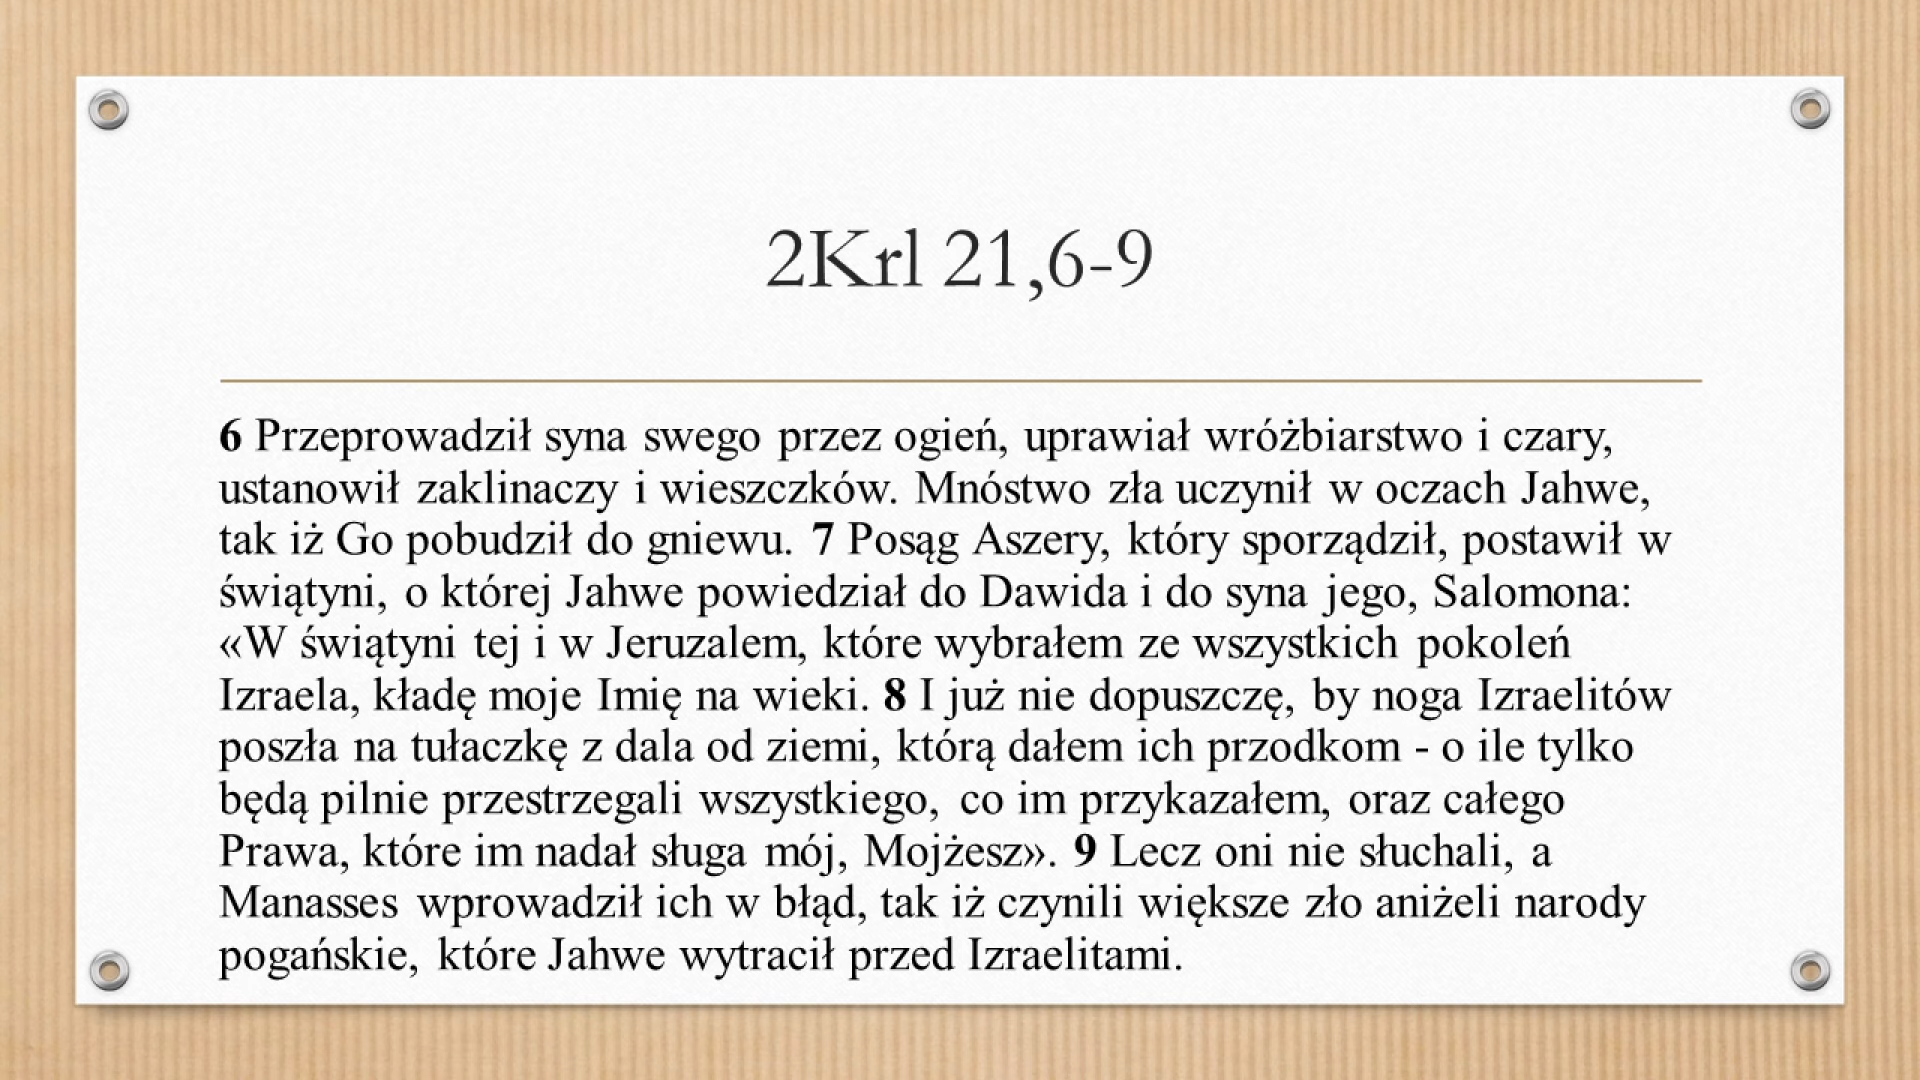 2Krl 21,6-9
6 Przeprowadził syna swego przez ogień, uprawiał wróżbiarstwo i czary,
ustanowił zaklinaczy i wieszczków. Mnóstwo zła uczynił w oczach Jahwe,
tak iż Go pobudził do gniewu. 7 Posąg Aszery, który sporządził, postawił w
świątyni, o której Jahwe powiedział do Dawida i do syna jego, Salomona:
«W świątyni tej i w Jeruzalem, które wybrałem ze wszystkich pokoleń
Izraela, kładę moje Imię na wieki. 8 I już nie dopuszczę, by noga Izraelitów
poszła na tułaczkę z dala od ziemi, którą dałem ich przodkom - o ile tylko
będą pilnie przestrzegali wszystkiego, co im przykazałem, oraz całego
Prawa, które im nadał sługa mój, Mojżesz». 9 Lecz oni nie słuchali, a
Manasses wprowadził ich w błąd, tak iż czynili większe zło aniżeli narody
pogańskie, które Jahwe wytracił przed Izraelitami.